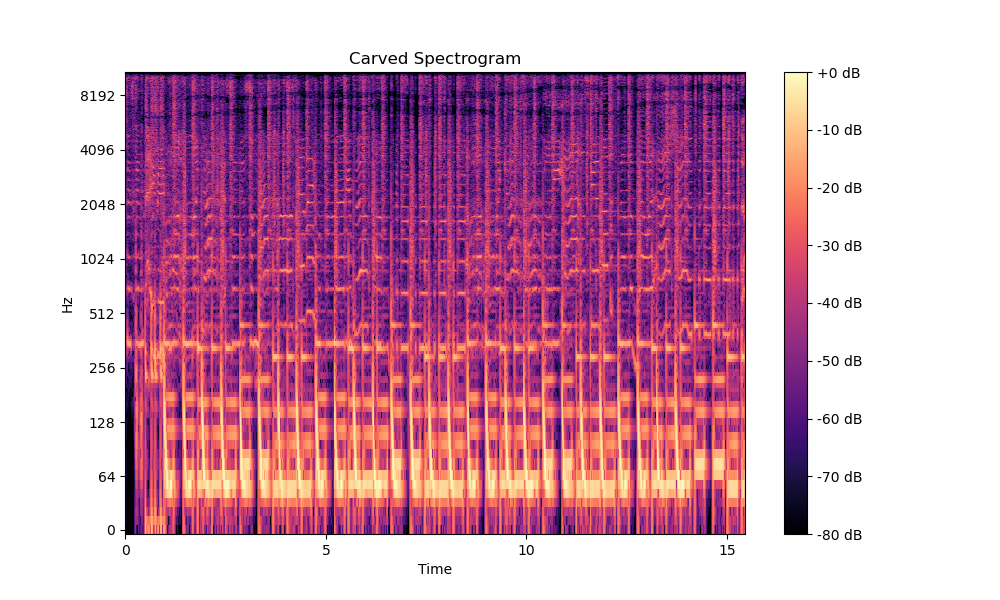 Carved Spectrogram
8192
4096
2048
1024
512
256
128
64
0
Hz
0
5
10
15
Time
+0 dB
-10 dB
-20 dB
-30 dB
-40 dB
-50 dB
-60 dB
-70 dB
-80 dB